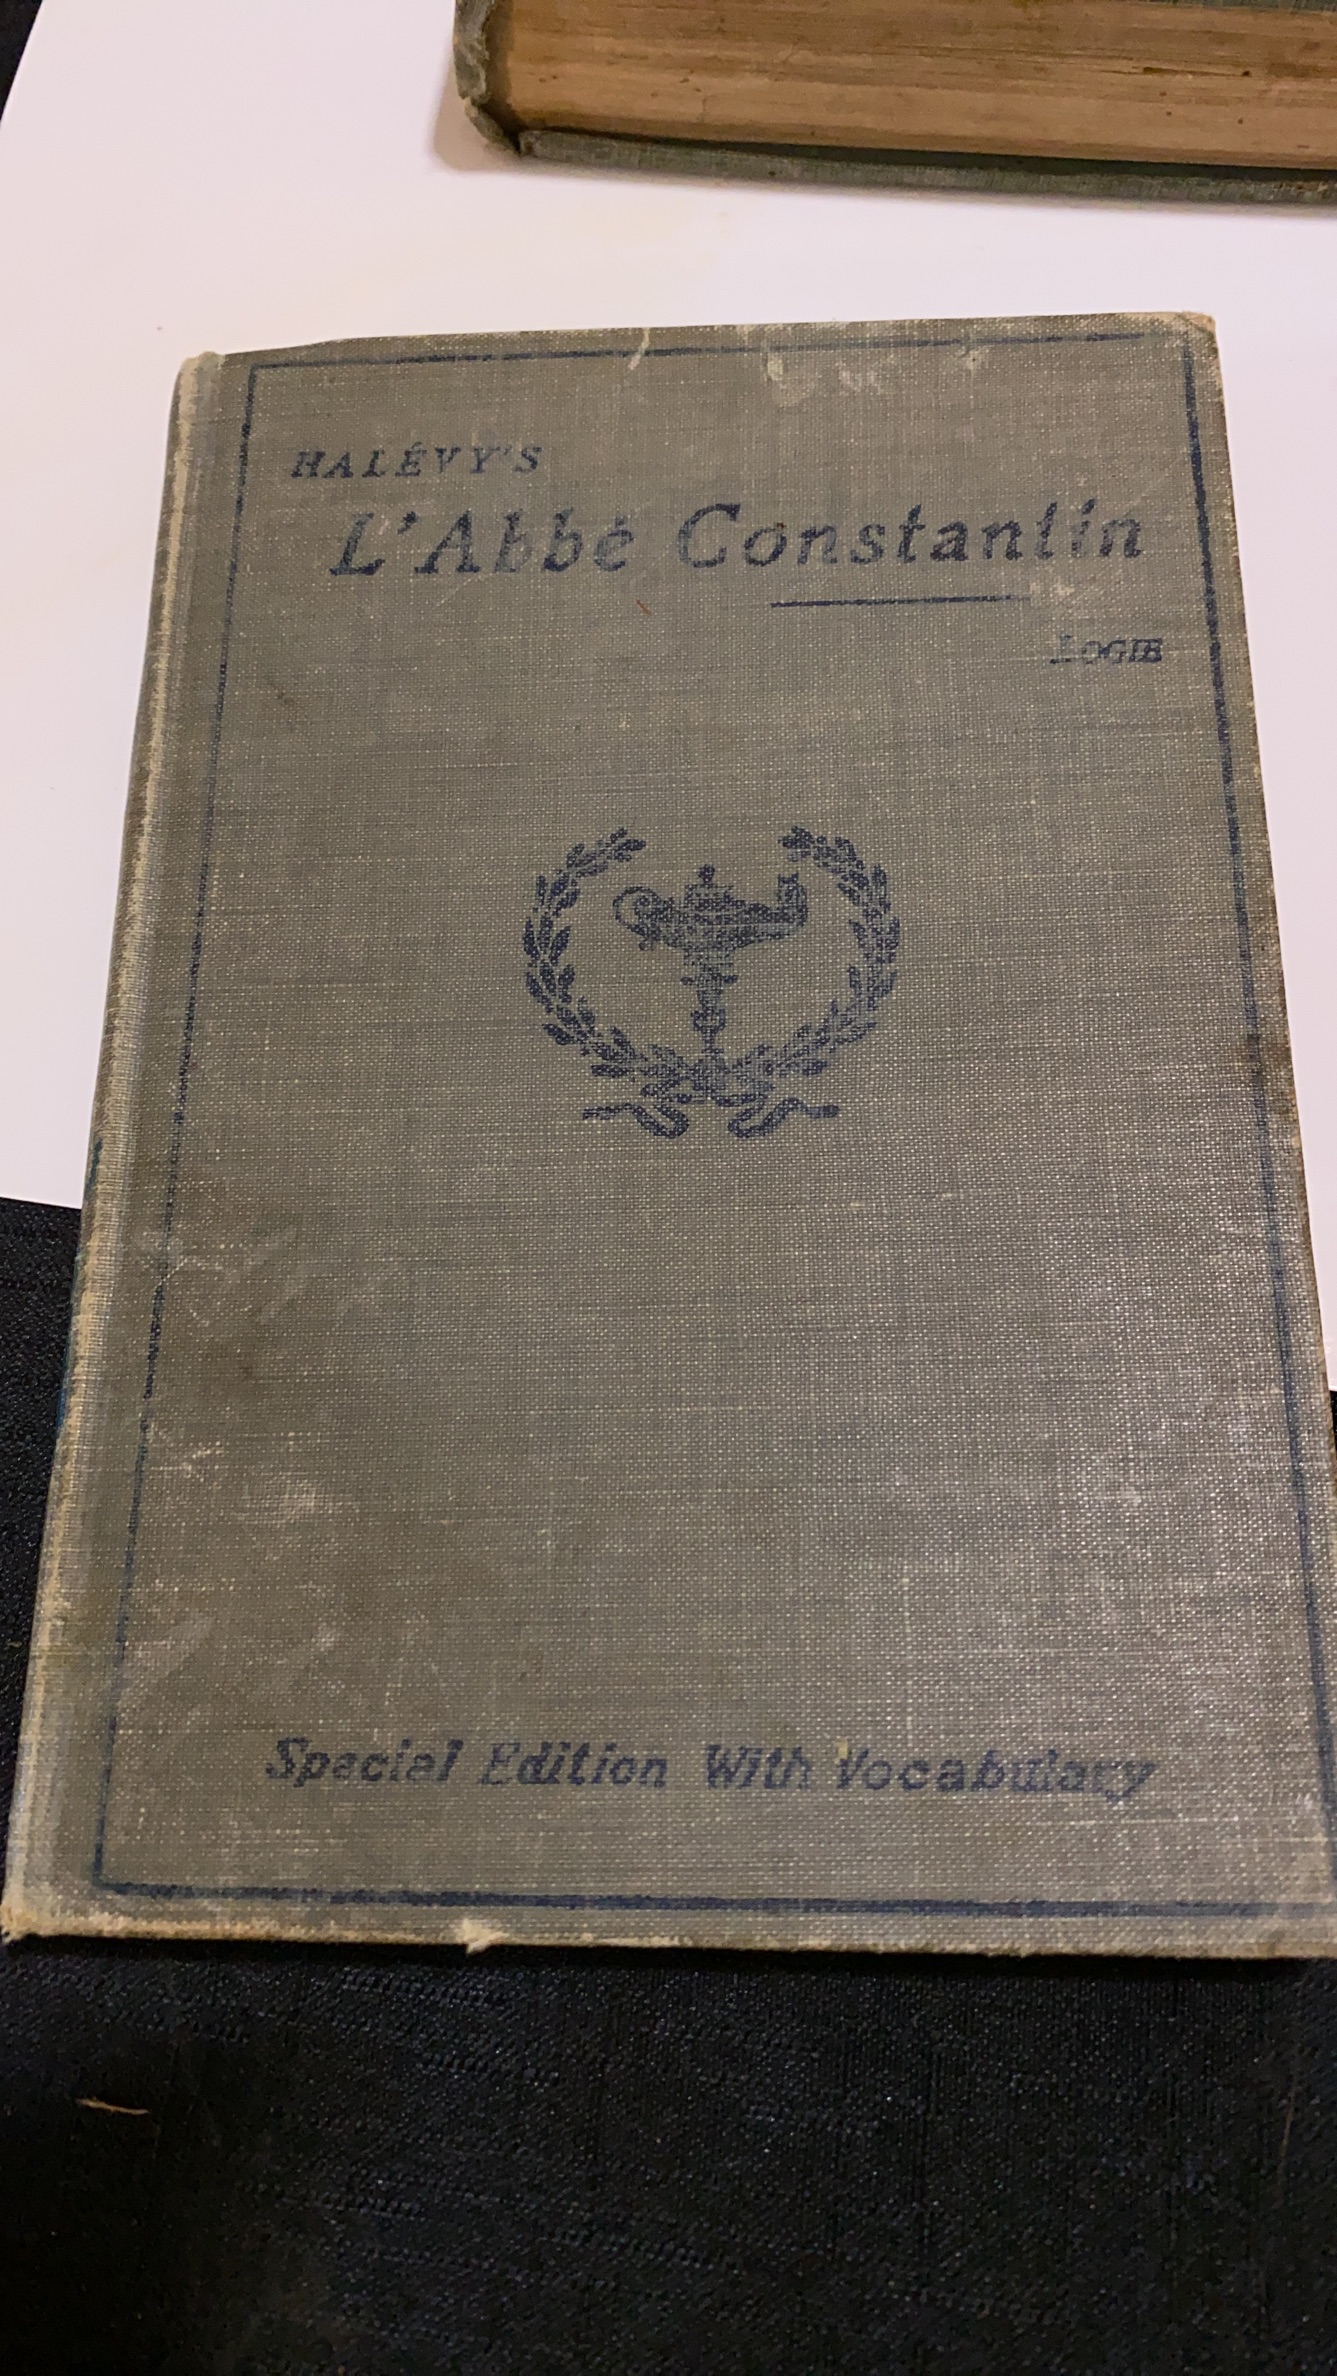 HALÉVY'S
L'Abbé Constantin
LOGIE
Special Edition With Vocabulary